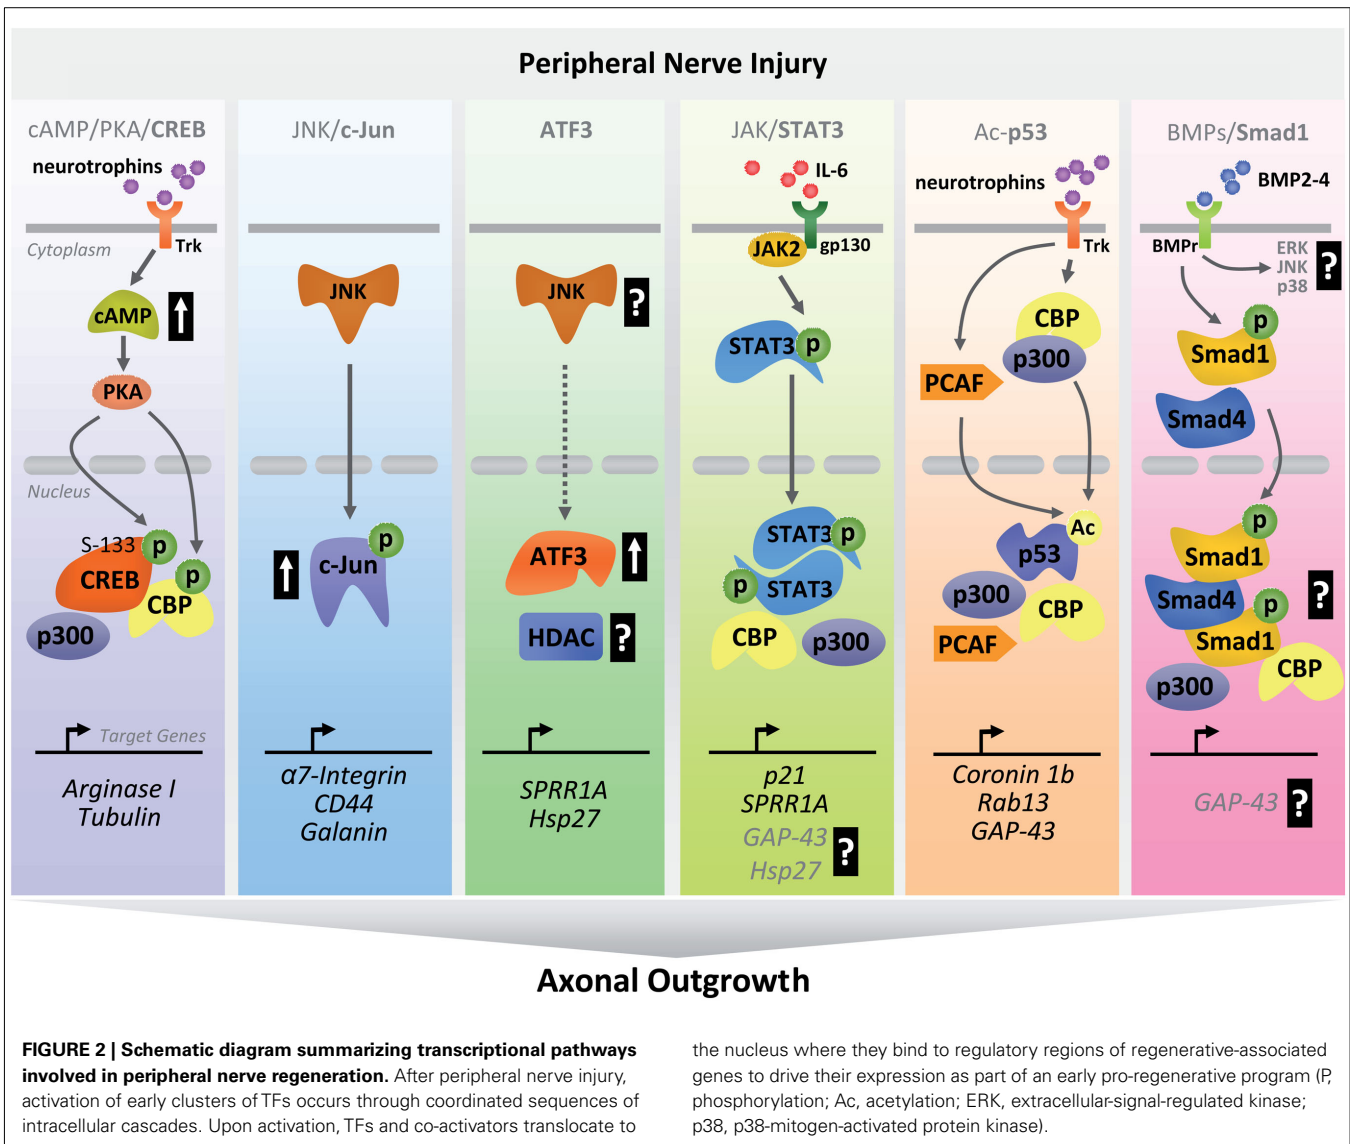 Peripheral Nerve Injury
cAMP/PKA/CREB
neurotrophins
Cytoplasm
Trk
cAMP
PKA
Nucleus
S-133
p
CREB
p
CBP
p300
Target Genes
Arginase I
Tubulin
JNK/c-Jun
JNK
p
c-Jun
α7-Integrin
CD44
Galanin
ATF3
JNK
?
ATF3
HDAC
?
SPRR1A
Hsp27
JAK/STAT3
IL-6
JAK2
gp130
STAT3
p
STAT3
p
p
STAT3
CBP
p300
p21
SPRR1A
GAP-43
Hsp27
?
Ac-p53
neurotrophins
Trk
CBP
p300
PCAF
Ac
p53
p300
CBP
PCAF
Coronin 1b
Rab13
GAP-43
BMPs/Smad1
BMP2-4
BMPr
ERK
JNK
p38
?
p
Smad1
Smad4
p
Smad1
Smad4
p
?
Smad1
CBP
p300
GAP-43
?
Axonal Outgrowth
FIGURE 2 | Schematic diagram summarizing transcriptional pathways
involved in peripheral nerve regeneration. After peripheral nerve injury,
activation of early clusters of TFs occurs through coordinated sequences of
intracellular cascades. Upon activation, TFs and co-activators translocate to
the nucleus where they bind to regulatory regions of regenerative-associated
genes to drive their expression as part of an early pro-regenerative program (P,
phosphorylation; Ac, acetylation; ERK, extracellular-signal-regulated kinase;
p38, p38-mitogen-activated protein kinase).